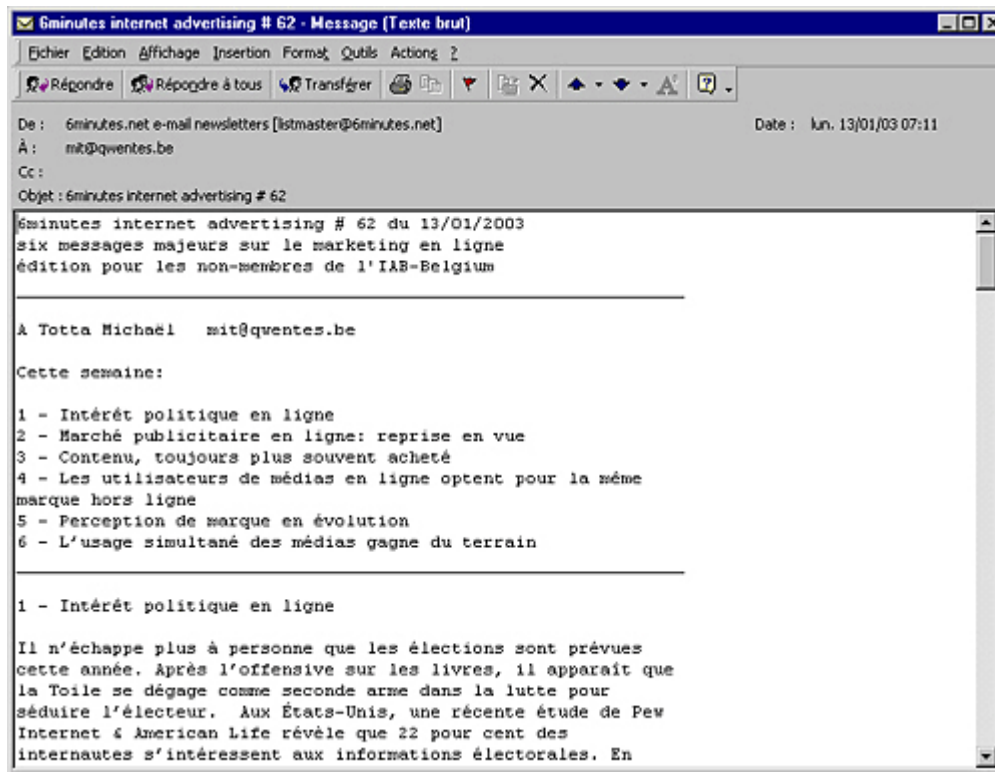 6minutes internet advertising # 62 - Message (Texte brut)
Fichier Edition Affichage Insertion Format Outils Actions ?
Répondre Répondre à tous Transférer
De : 6minutes.net e-mail newsletters [listmaster@6minutes.net] Date : lun. 13/01/03 07:11
À : mit@qwentes.be
Cc :
Objet : 6minutes internet advertising # 62
6minutes internet advertising # 62 du 13/01/2003
six messages majeurs sur le marketing en ligne
édition pour les non-membres de l'IAB-Belgium
A Totta Michaël mit@qwentes.be
Cette semaine:
1 - Intérêt politique en ligne
2 - Marché publicitaire en ligne: reprise en vue
3 - Contenu, toujours plus souvent acheté
4 - Les utilisateurs de médias en ligne optent pour la même
marque hors ligne
5 - Perception de marque en évolution
6 - L'usage simultané des médias gagne du terrain
1 - Intérêt politique en ligne
Il n'échappe plus à personne que les élections sont prévues
cette année. Après l'offensive sur les livres, il apparaît que
la Toile se dégage comme seconde arme dans la lutte pour
séduire l'électeur. Aux États-Unis, une récente étude de Pew
Internet & American Life révèle que 22 pour cent des
internautes s'intéressent aux informations électorales. En